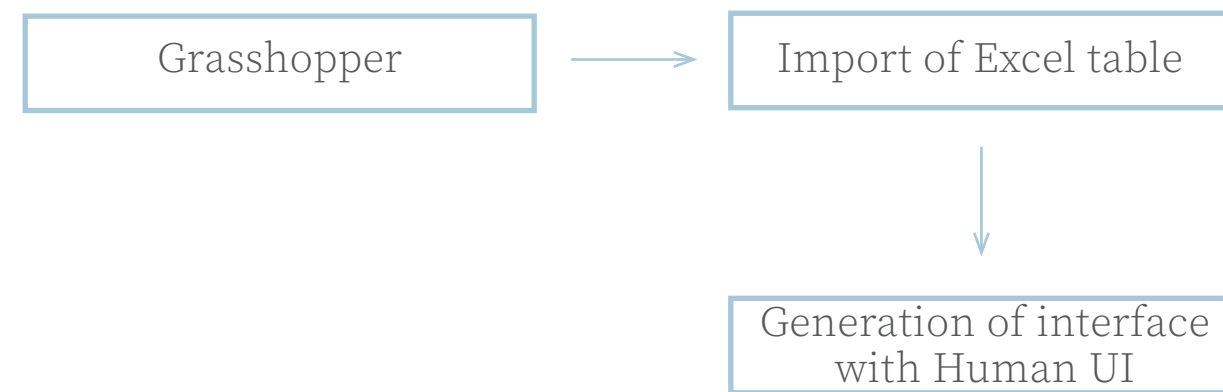 Grasshopper
Import of Excel table
Generation of interface
with Human UI